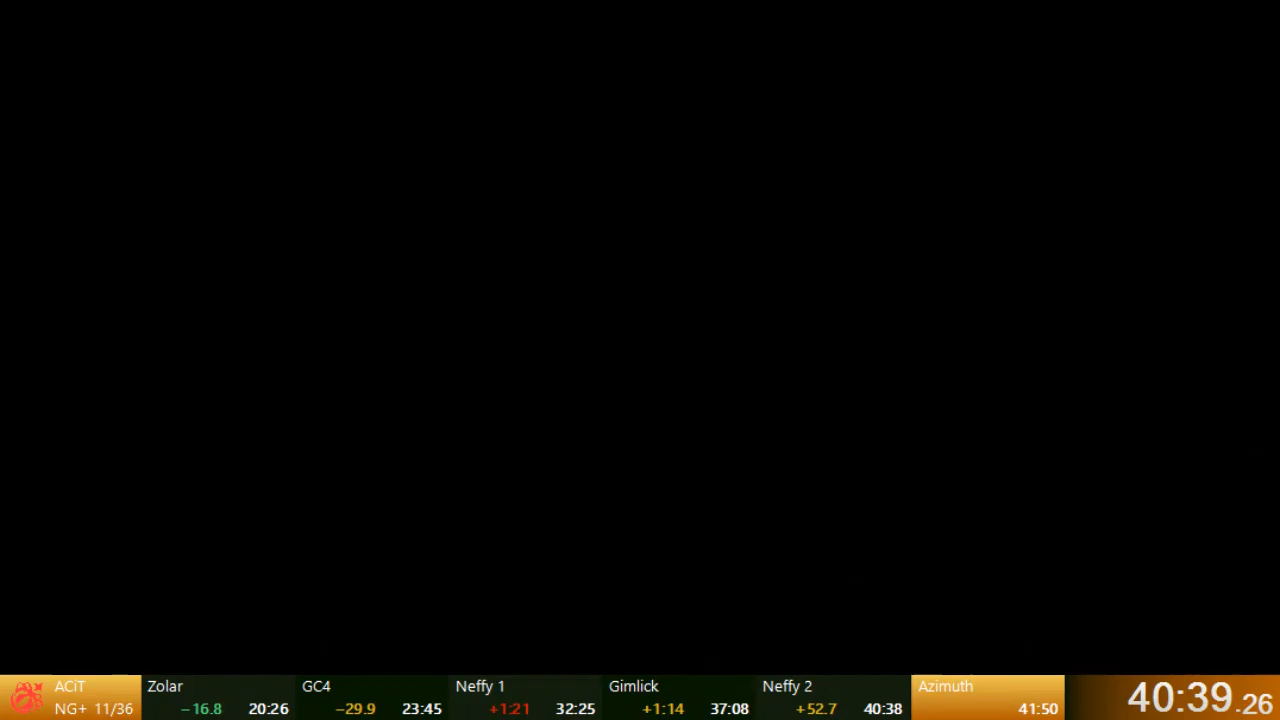 ACiT
NG+ 11/36
Zolar
−16.8 20:26
GC4
−29.9 23:45
Neffy 1
+1:21 32:25
Gimlick
+1:14 37:08
Neffy 2
+52.7 40:38
Azimuth
41:50
40:39.26